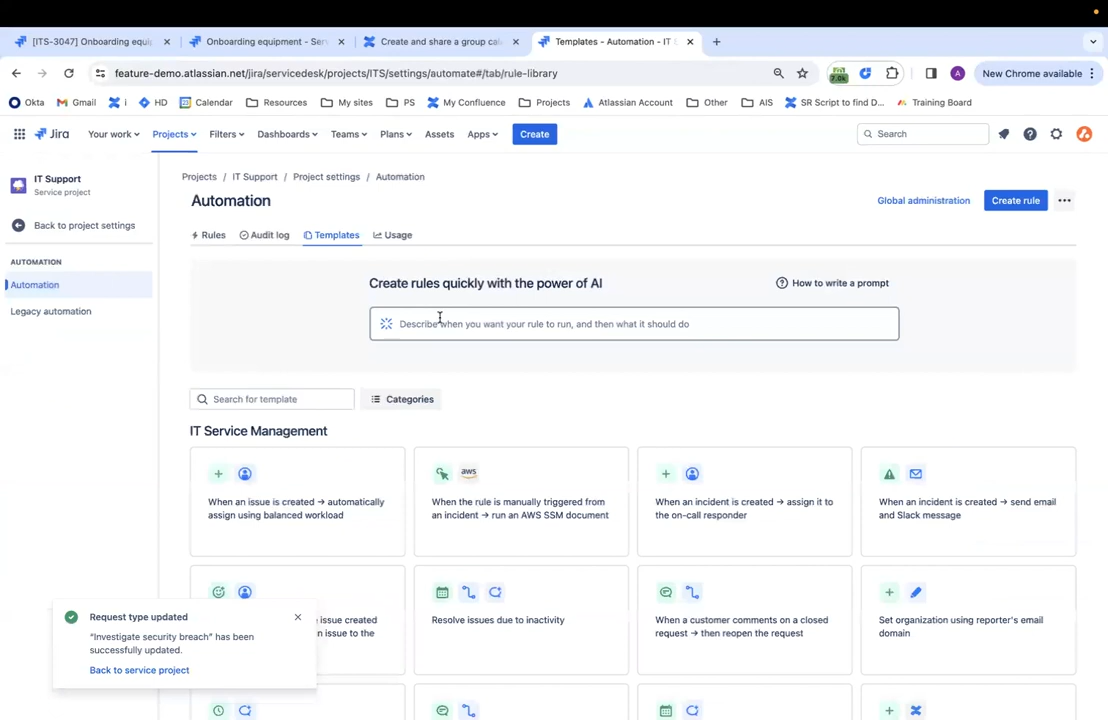 [ITS-3047] Onboarding equi
Onboarding equipment - Ser
Create and share a group cal
Templates - Automation - IT
feature-demo.atlassian.net/jira/servicedesk/projects/ITS/settings/automate#/tab/rule-library
7.0k
A
New Chrome available
Okta
Gmail
i
HD
Calendar
Resources
My sites
PS
My Confluence
Projects
Atlassian Account
Other
AIS
SR Script to find D...
Training Board
Jira
Your work
Projects
Filters
Dashboards
Teams
Plans
Assets
Apps
Create
Search
IT Support
Service project
Back to project settings
AUTOMATION
Automation
Legacy automation
Projects / IT Support / Project settings / Automation
Automation
Global administration
Create rule
Rules
Audit log
Templates
Usage
Create rules quickly with the power of AI
How to write a prompt
Describe when you want your rule to run, and then what it should do
Search for template
Categories
IT Service Management
When an issue is created → automatically
assign using balanced workload
aws
When the rule is manually triggered from
an incident → run an AWS SSM document
When an incident is created → assign it to
the on-call responder
When an incident is created → send email
and Slack message
issue created
n issue to the
Resolve issues due to inactivity
When a customer comments on a closed
request → then reopen the request
Set organization using reporter's email
domain
Request type updated
"Investigate security breach" has been
successfully updated.
Back to service project